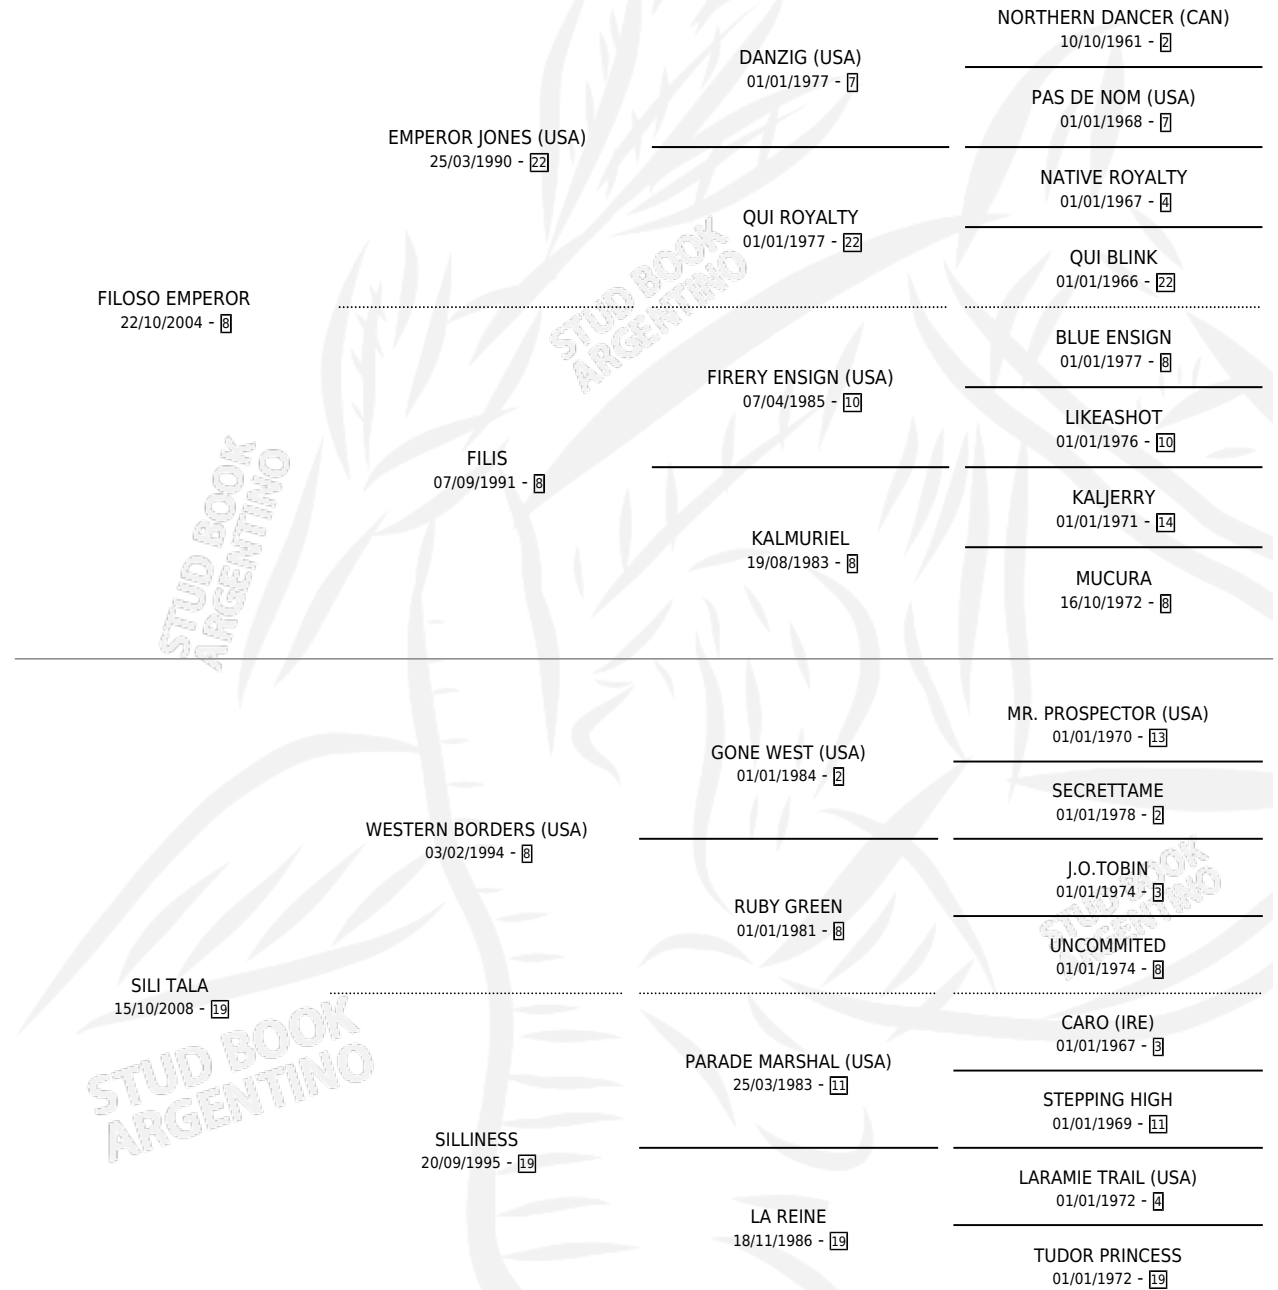 NORTHERN DANCER (CAN)
10/10/1961 - 2
DANZIG (USA)
01/01/1977 - 7
PAS DE NOM (USA)
01/01/1968 - 7
EMPEROR JONES (USA)
25/03/1990 - 22
NATIVE ROYALTY
01/01/1967 - 4
QUI ROYALTY
01/01/1977 - 22
QUI BLINK
01/01/1966 - 22
FILOSO EMPEROR
22/10/2004 - 8
STUD BOOK
ARGENTINO
BLUE ENSIGN
01/01/1977 - 8
FIRERY ENSIGN (USA)
07/04/1985 - 10
LIKEASHOT
01/01/1976 - 10
FILIS
07/09/1991 - 8
KALJERRY
01/01/1971 - 14
KALMURIEL
19/08/1983 - 8
MUCURA
16/10/1972 - 8
STUD BOOK
ARGENTINO
MR. PROSPECTOR (USA)
01/01/1970 - 13
GONE WEST (USA)
01/01/1984 - 2
SECRETTAME
01/01/1978 - 2
WESTERN BORDERS (USA)
03/02/1994 - 8
J.O.TOBIN
01/01/1974 - 3
RUBY GREEN
01/01/1981 - 8
UNCOMMITED
01/01/1974 - 8
STUD BOOK
ARGENTINO
SILI TALA
15/10/2008 - 19
CARO (IRE)
01/01/1967 - 3
PARADE MARSHAL (USA)
25/03/1983 - 11
STEPPING HIGH
01/01/1969 - 11
STUD BOOK
ARGENTINO
SILLINESS
20/09/1995 - 19
LARAMIE TRAIL (USA)
01/01/1972 - 4
LA REINE
18/11/1986 - 19
TUDOR PRINCESS
01/01/1972 - 19